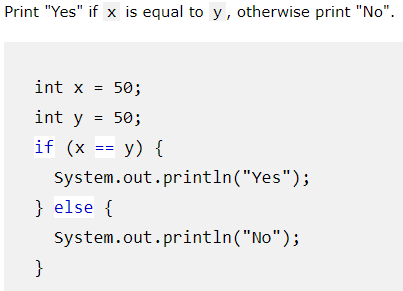 Print "Yes" if x is equal to y, otherwise print "No".
int x = 50;
int y = 50;
if (x == y) {
  System.out.println("Yes");
} else {
  System.out.println("No");
}